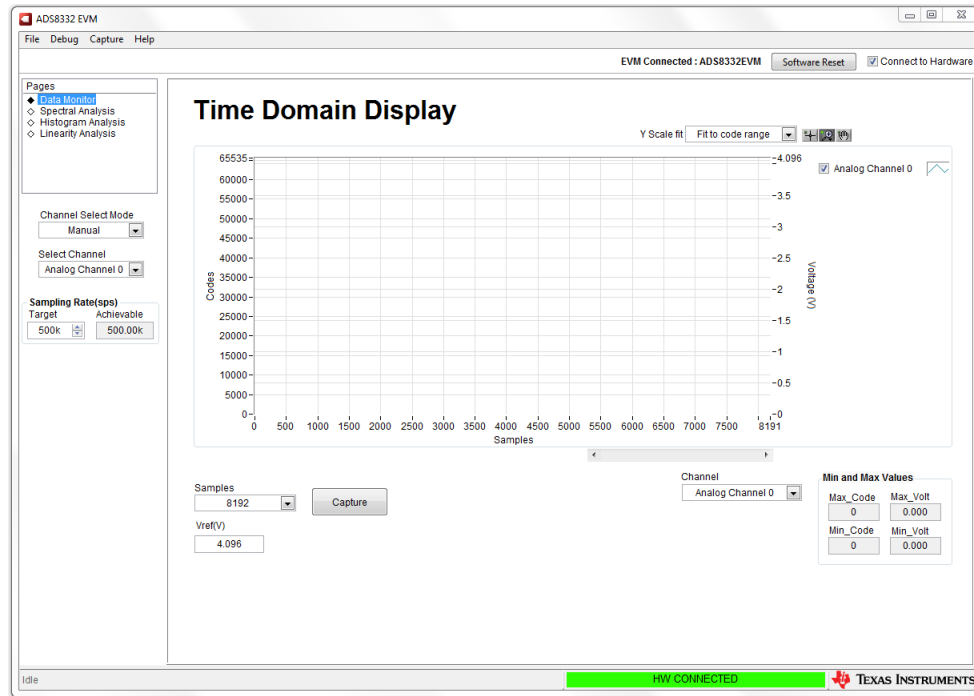 ADS8332 EVM
File Debug Capture Help
EVM Connected : ADS8332EVM
Software Reset
Connect to Hardware
Pages
Data Monitor
Spectral Analysis
Histogram Analysis
Linearity Analysis
Channel Select Mode
Manual
Select Channel
Analog Channel 0
Sampling Rate(sps)
Target Achievable
500k 500.00k
Time Domain Display
Y Scale fit Fit to code range
Analog Channel 0
65535
60000
55000
50000
45000
40000
35000
30000
25000
20000
15000
10000
5000
0
Codes
4.096
3.5
3
2.5
2
1.5
1
0.5
0
Voltage (V)
0 500 1000 1500 2000 2500 3000 3500 4000 4500 5000 5500 6000 6500 7000 7500 8191
Samples
Samples
8192
Capture
Vref(V)
4.096
Channel
Analog Channel 0
Min and Max Values
Max_Code Max_Volt
0 0.000
Min_Code Min_Volt
0 0.000
Idle
HW CONNECTED
TEXAS INSTRUMENTS